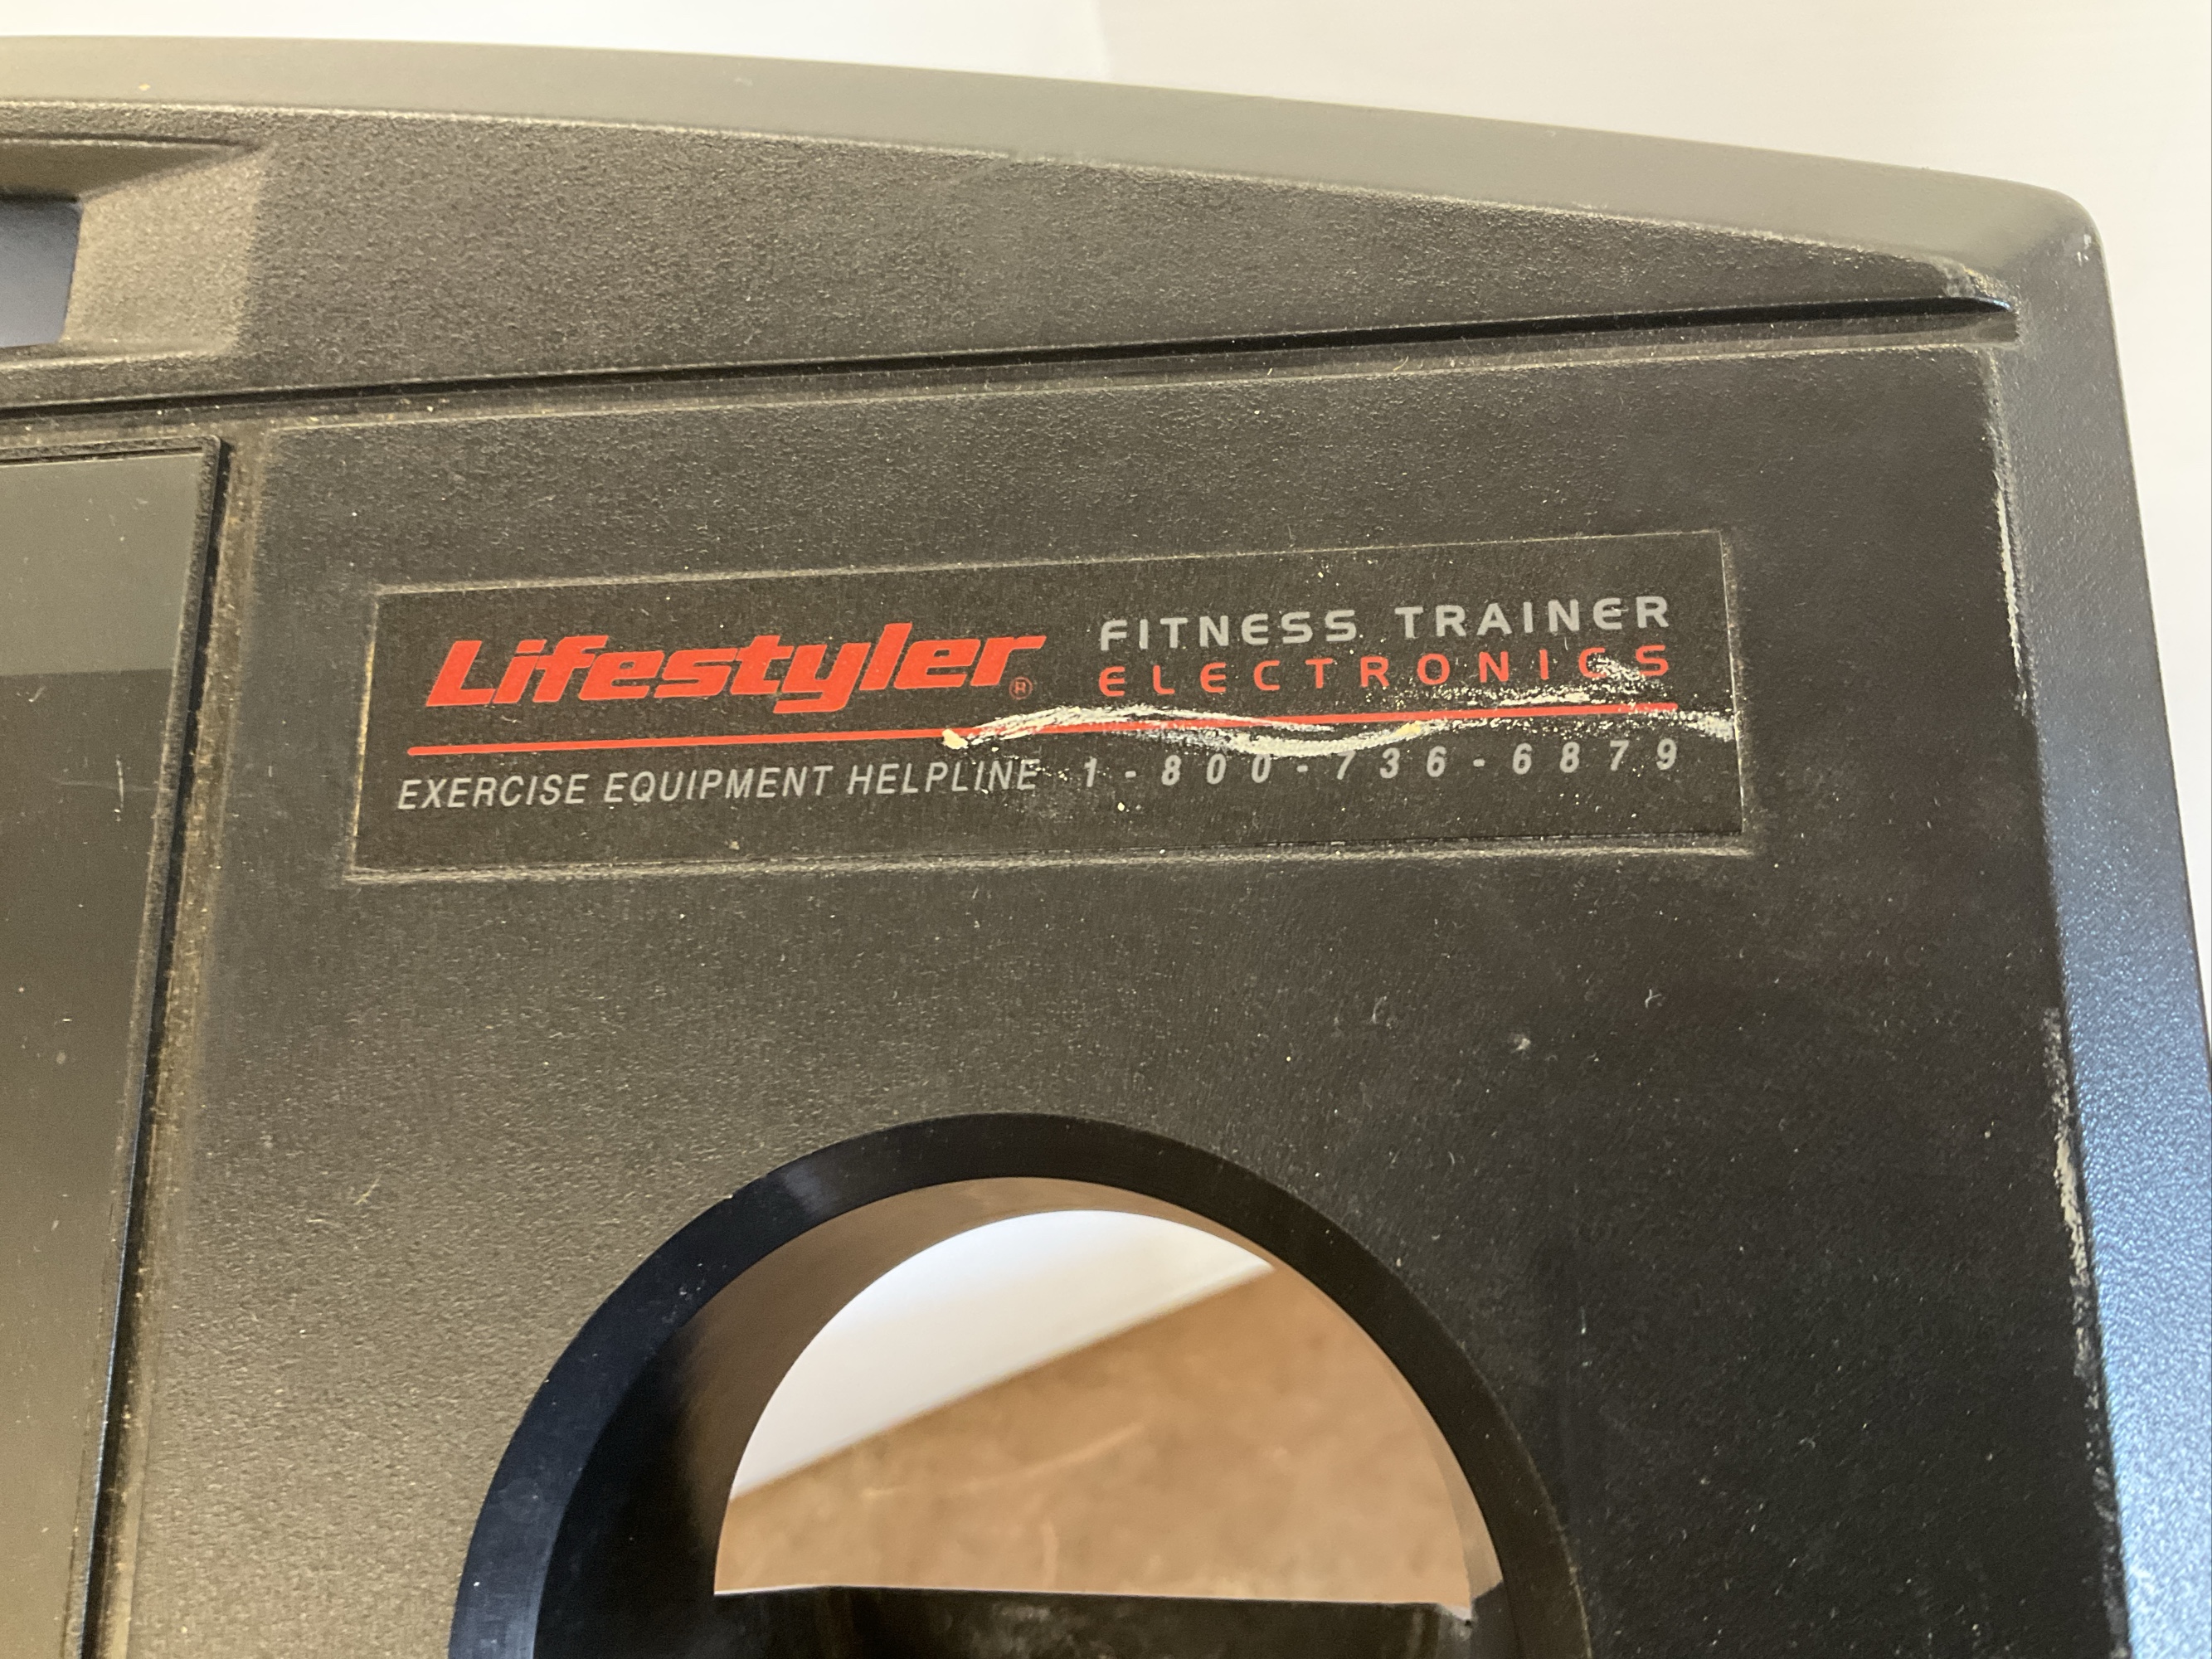 Lifestyler®
FITNESS TRAINER
ELECTRONICS
EXERCISE EQUIPMENT HELPLINE 1-800-736-6879